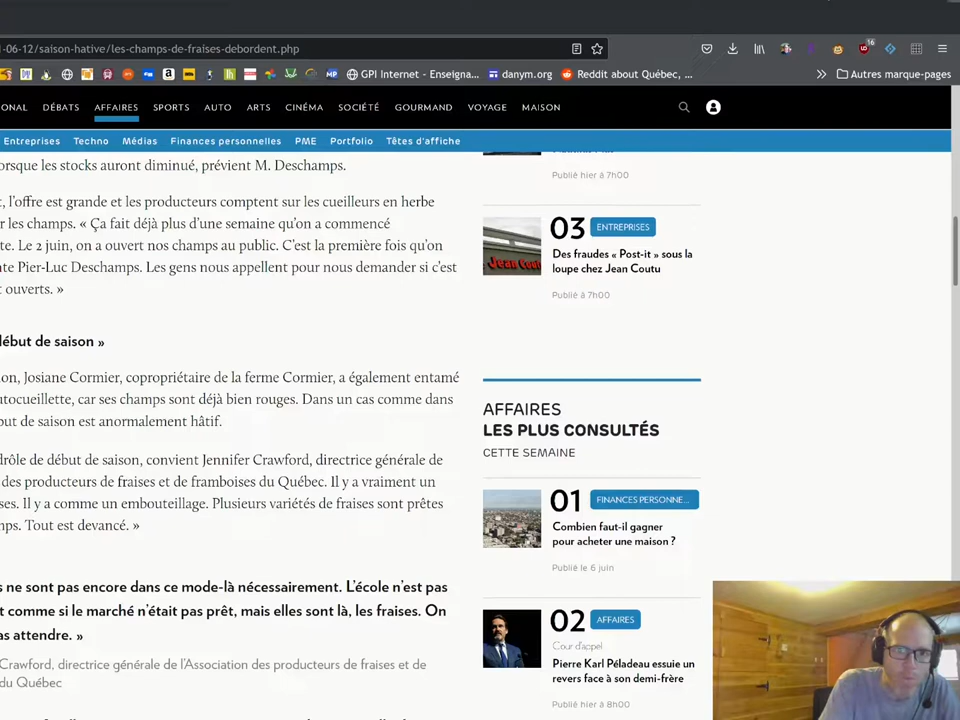 1-06-12/saison-hative/les-champs-de-fraises-debordent.php
16
GPI Internet - Enseigna...
danym.org
Reddit about Québec, ...
Autres marque-pages
ONAL DÉBATS AFFAIRES SPORTS AUTO ARTS CINÉMA SOCIÉTÉ GOURMAND VOYAGE MAISON
Entreprises Techno Médias Finances personnelles PME Portfolio Têtes d'affiche
orsque les stocks auront diminué, prévient M. Deschamps.
t, l'offre est grande et les producteurs comptent sur les cueilleurs en herbe
r les champs. « Ça fait déjà plus d'une semaine qu'on a commencé
te. Le 2 juin, on a ouvert nos champs au public. C'est la première fois qu'on
nte Pier-Luc Deschamps. Les gens nous appellent pour nous demander si c'est
t ouverts. »
début de saison »
on, Josiane Cormier, copropriétaire de la ferme Cormier, a également entamé
utocueillette, car ses champs sont déjà bien rouges. Dans un cas comme dans
but de saison est anormalement hâtif.
drôle de début de saison, convient Jennifer Crawford, directrice générale de
des producteurs de fraises et de framboises du Québec. Il y a vraiment un
ses. Il y a comme un embouteillage. Plusieurs variétés de fraises sont prêtes
mps. Tout est devancé. »
s ne sont pas encore dans ce mode-là nécessairement. L'école n'est pas
t comme si le marché n'était pas prêt, mais elles sont là, les fraises. On
as attendre. »
Crawford, directrice générale de l'Association des producteurs de fraises et de
du Québec
Publié hier à 7h00
03 ENTREPRISES
Des fraudes « Post-it » sous la
loupe chez Jean Coutu
Publié à 7h00
Jean Cout
AFFAIRES
LES PLUS CONSULTÉS
CETTE SEMAINE
01 FINANCES PERSONNE...
Combien faut-il gagner
pour acheter une maison ?
Publié le 6 juin
02 AFFAIRES
Cour d'appel
Pierre Karl Péladeau essuie un
revers face à son demi-frère
Publié hier à 8h00